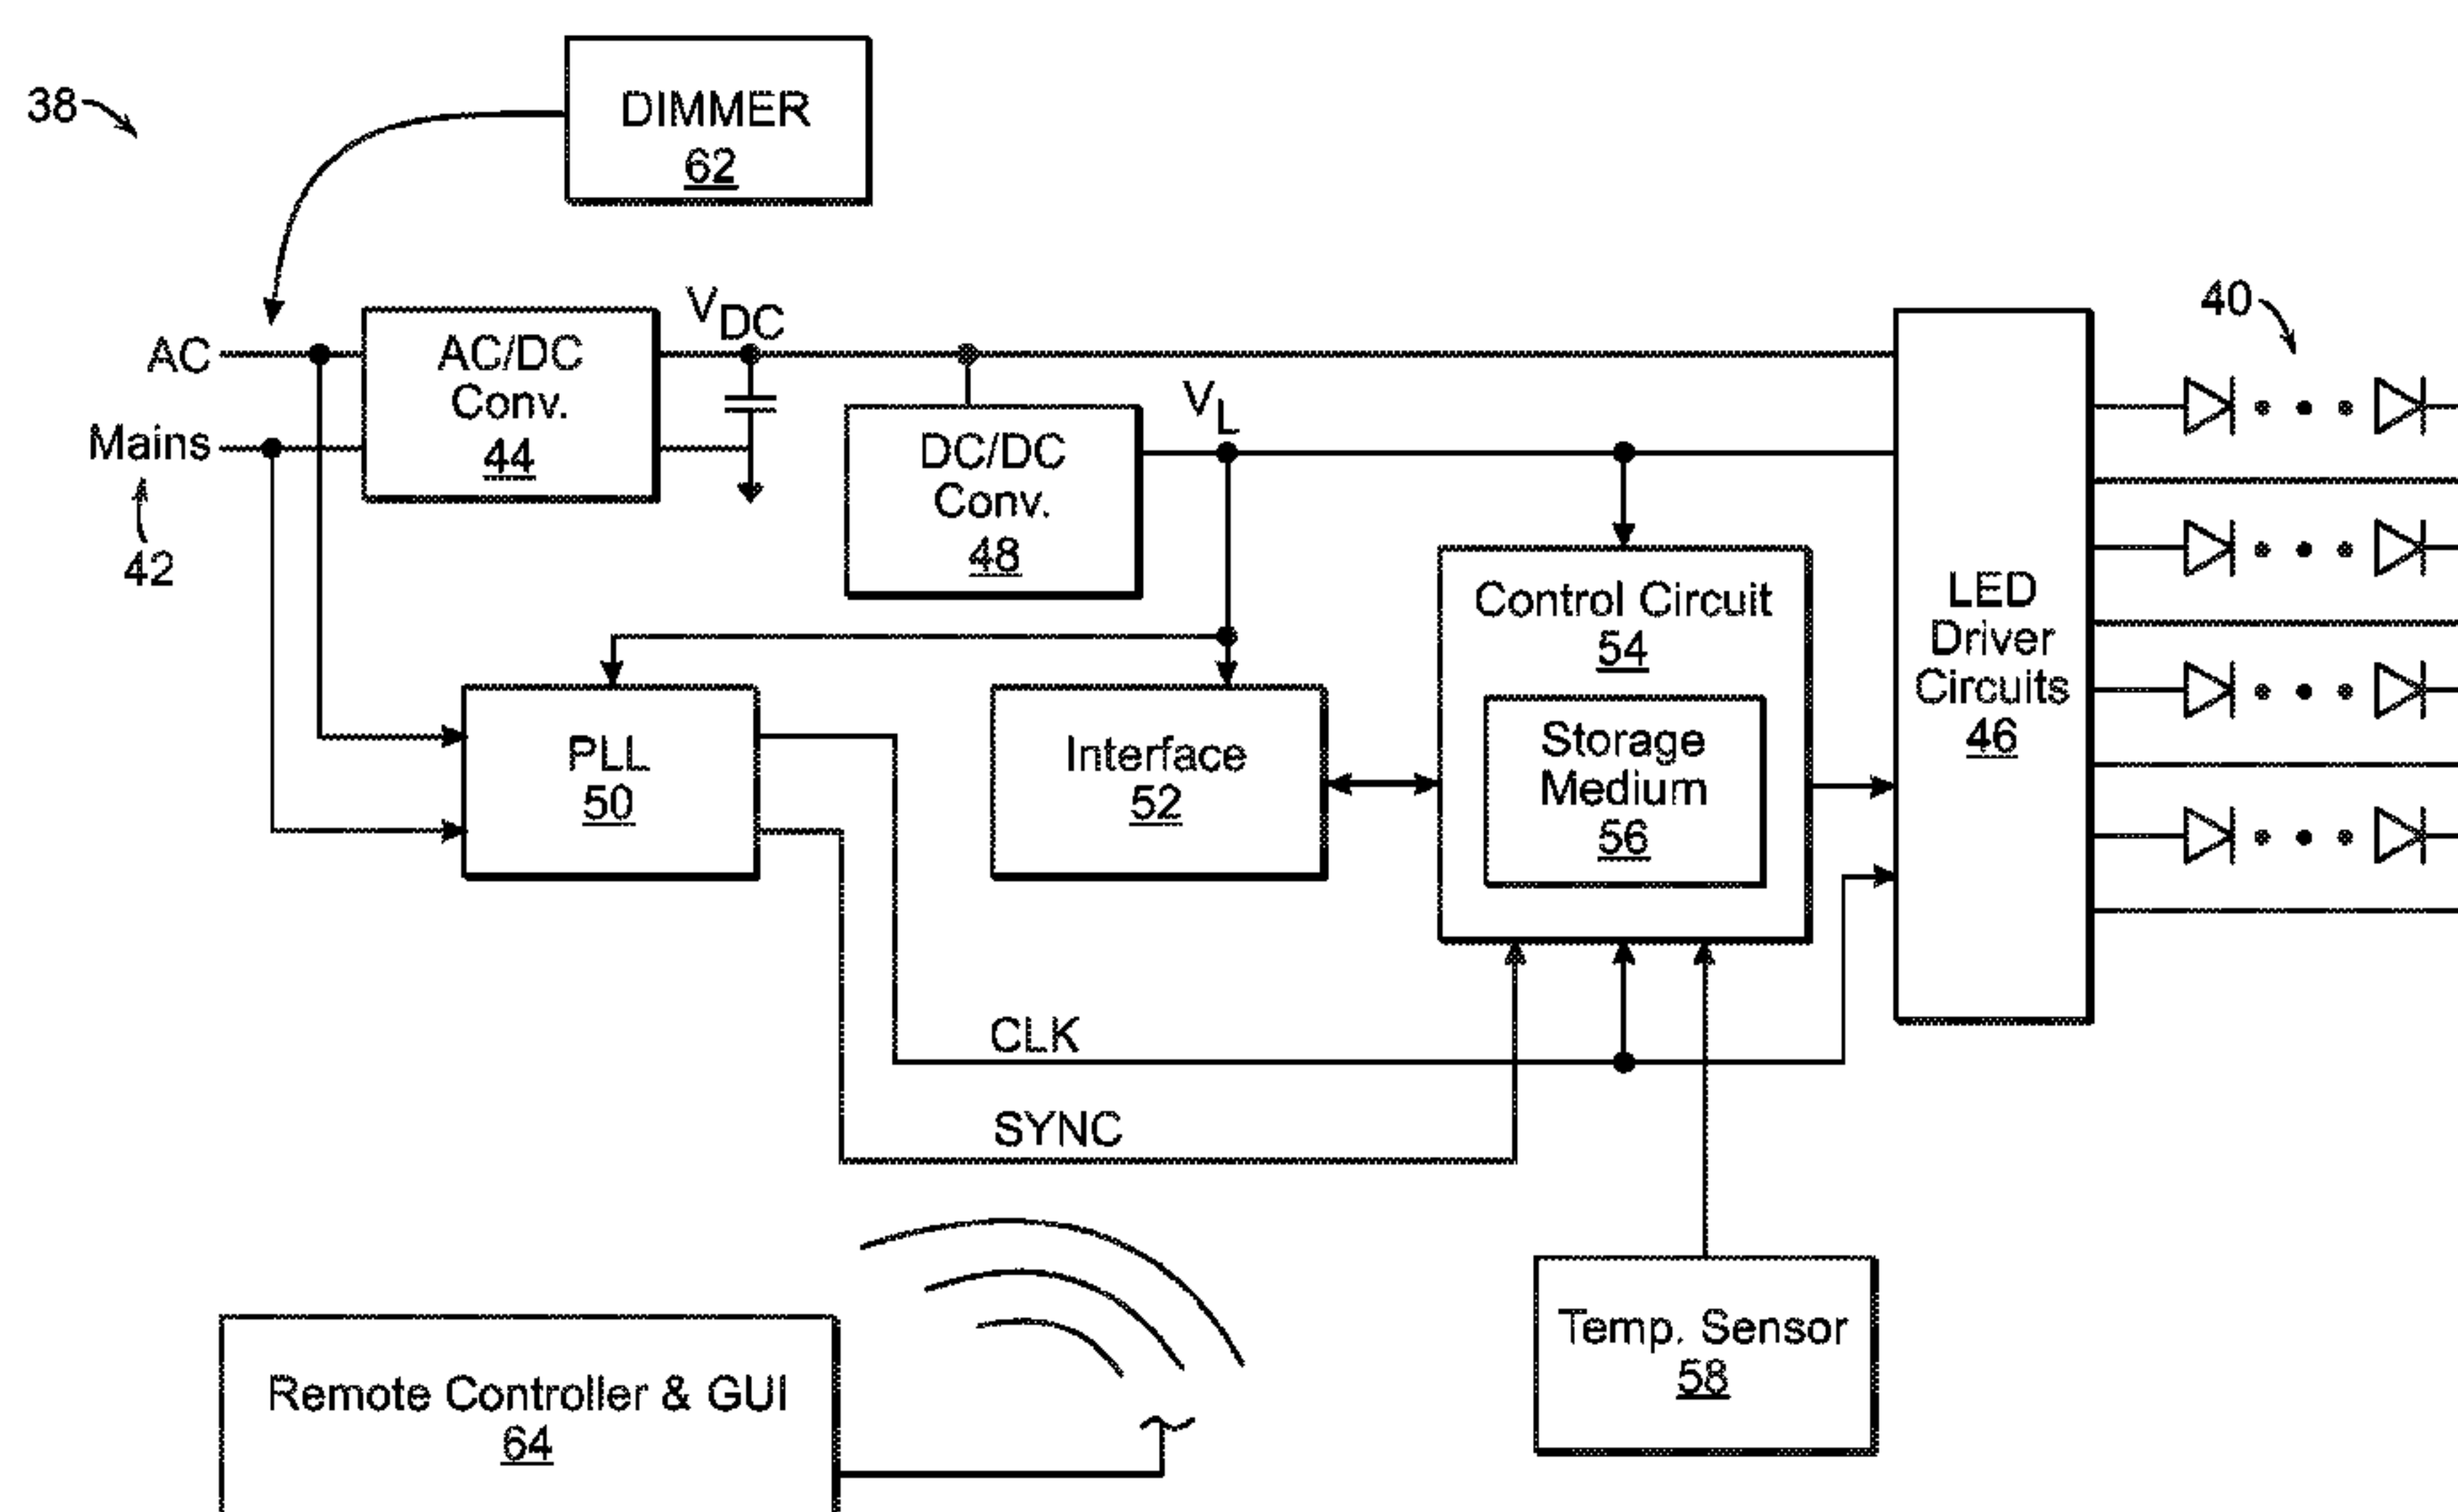 38
DIMMER
62
AC
Mains
42
AC/DC
Conv.
44
VDC
DC/DC
Conv.
48
VL
40
Control Circuit
54
Storage
Medium
56
LED
Driver
Circuits
46
PLL
50
Interface
52
CLK
SYNC
Temp. Sensor
58
Remote Controller & GUI
64